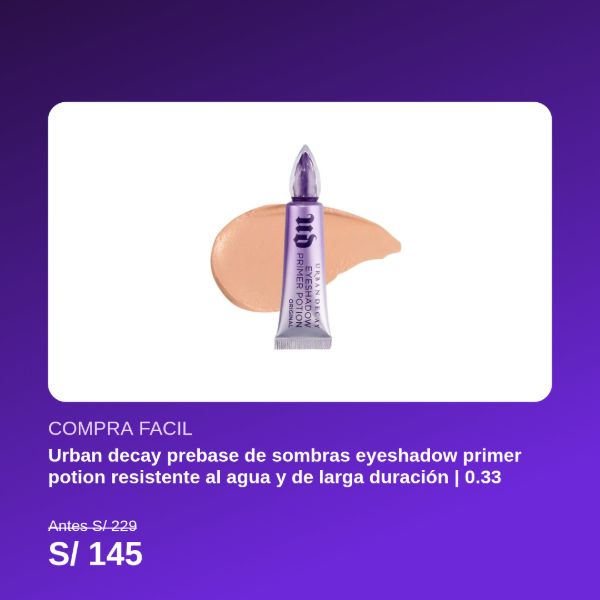 UD
URBAN DECAY
EYESHADOW
PRIMER POTION
ORIGINAL
COMPRA FACIL
Urban decay prebase de sombras eyeshadow primer
potion resistente al agua y de larga duración | 0.33
Antes S/ 229
S/ 145